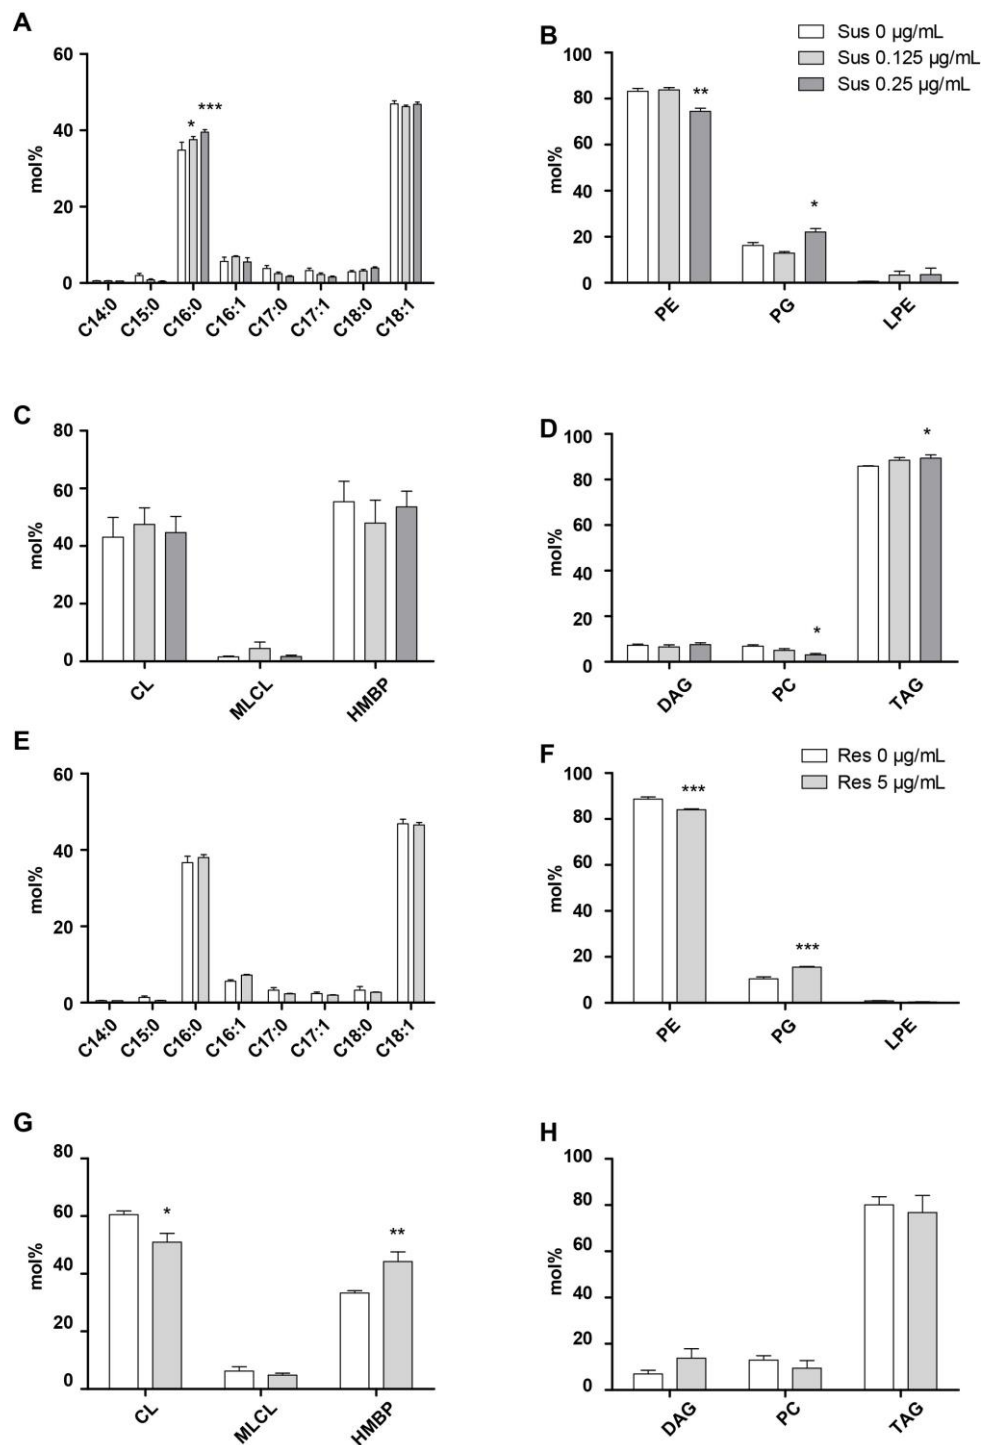 A
60
40
20
0
mol%
*
***
C14:0
C15:0
C16:0
C16:1
C17:0
C17:1
C18:0
C18:1
B
Sus 0 µg/mL
Sus 0.125 µg/mL
Sus 0.25 µg/mL
100
80
60
40
20
0
mol%
**
*
PE
PG
LPE
C
80
60
40
20
0
mol%
CL
MLCL
HMBP
D
100
80
60
40
20
0
mol%
*
*
DAG
PC
TAG
E
60
40
20
0
mol%
C14:0
C15:0
C16:0
C16:1
C17:0
C17:1
C18:0
C18:1
F
Res 0 µg/mL
Res 5 µg/mL
100
80
60
40
20
0
mol%
***
***
PE
PG
LPE
G
80
60
40
20
0
mol%
*
**
CL
MLCL
HMBP
H
100
80
60
40
20
0
mol%
DAG
PC
TAG